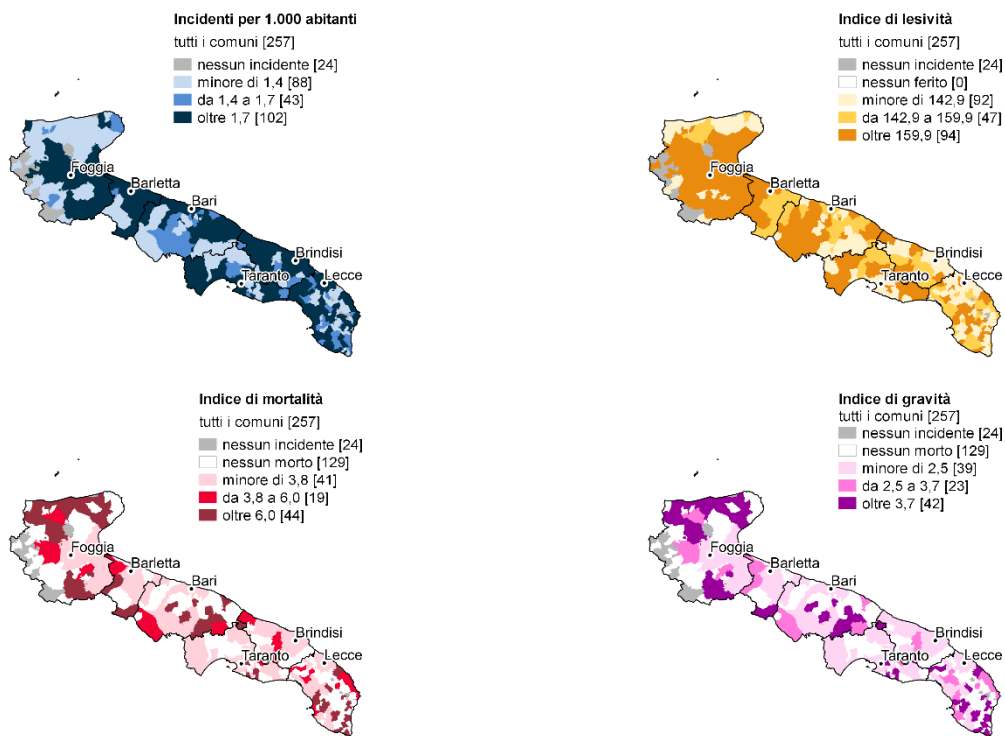 Incidenti per 1.000 abitanti
tutti i comuni [257]
nessun incidente [24]
minore di 1,4 [88]
da 1,4 a 1,7 [43]
oltre 1,7 [102]
Foggia
Barletta
Bari
Brindisi
Taranto
Lecce
Indice di lesività
tutti i comuni [257]
nessun incidente [24]
nessun ferito [0]
minore di 142,9 [92]
da 142,9 a 159,9 [47]
oltre 159,9 [94]
Foggia
Barletta
Bari
Brindisi
Taranto
Lecce
Indice di mortalità
tutti i comuni [257]
nessun incidente [24]
nessun morto [129]
minore di 3,8 [41]
da 3,8 a 6,0 [19]
oltre 6,0 [44]
Foggia
Barletta
Bari
Brindisi
Taranto
Lecce
Indice di gravità
tutti i comuni [257]
nessun incidente [24]
nessun morto [129]
minore di 2,5 [39]
da 2,5 a 3,7 [23]
oltre 3,7 [42]
Foggia
Barletta
Bari
Brindisi
Taranto
Lecce